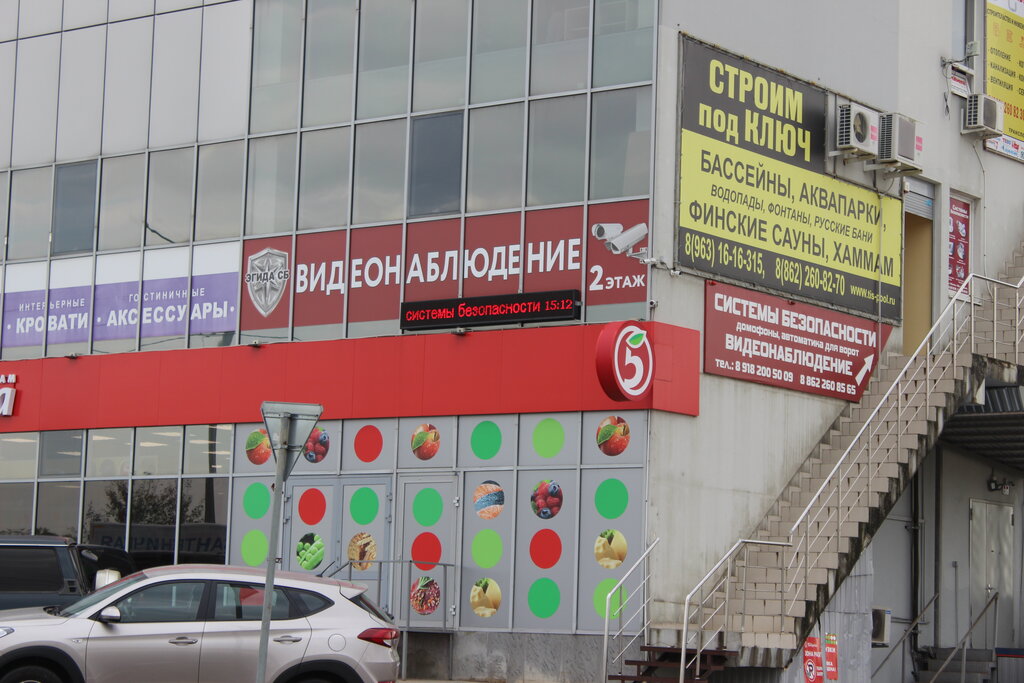 СТРОИМ
под КЛЮЧ
БАССЕЙНЫ, АКВАПАРКИ,
ВОДОПАДЫ, ФОНТАНЫ, РУССКИЕ БАНИ
ФИНСКИЕ САУНЫ, ХАММАМ
8(963) 16-16-315, 8(862) 260-82-70
ИНТЕРЬЕРНЫЕ
· КРОВАТИ
ГОСТИНИЧНЫЕ
· АКСЕССУАРЫ ·
ЭГИДА СБ
ВИДЕОНАБЛЮДЕНИЕ
2 ЭТАЖ
системы безопасности 15:12
СИСТЕМЫ БЕЗОПАСНОСТИ
домофоны, автоматика для ворот
ВИДЕОНАБЛЮДЕНИЕ
тел.: 8 918 200 50 09 8 862 260 85 65
5